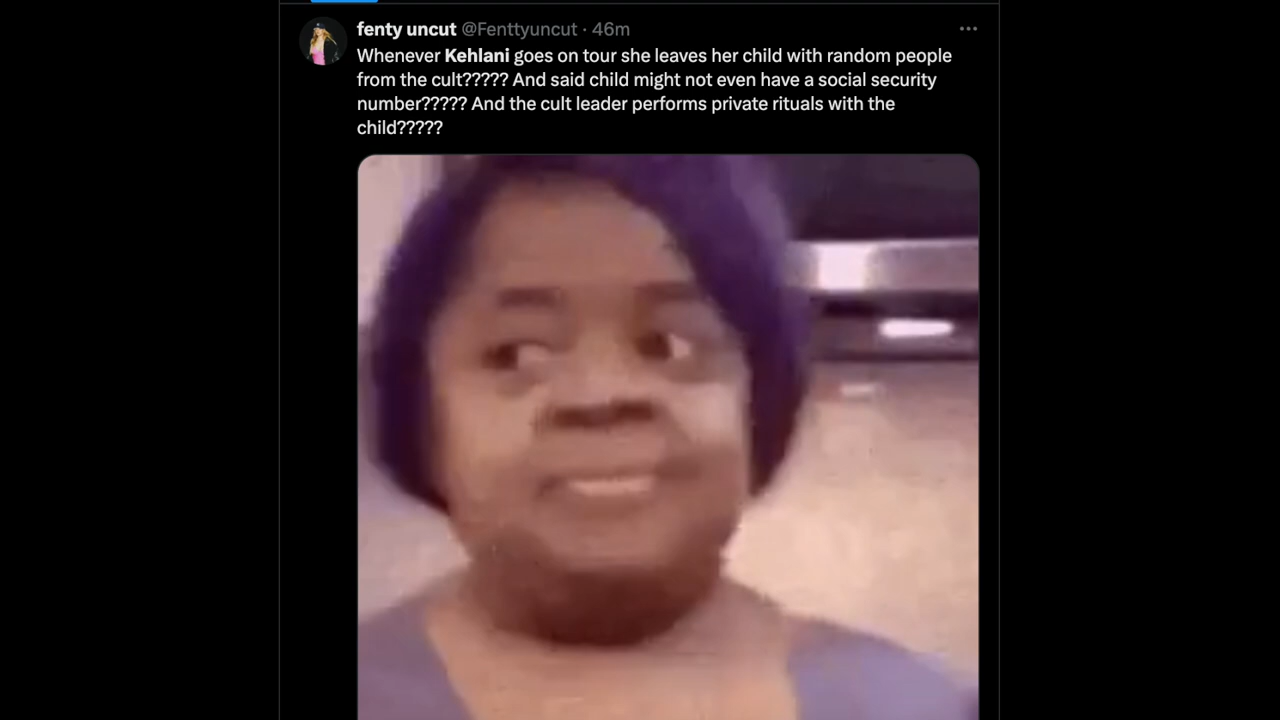 fenty uncut @Fenttyuncut · 46m
Whenever Kehlani goes on tour she leaves her child with random people
from the cult????? And said child might not even have a social security
number????? And the cult leader performs private rituals with the
child?????